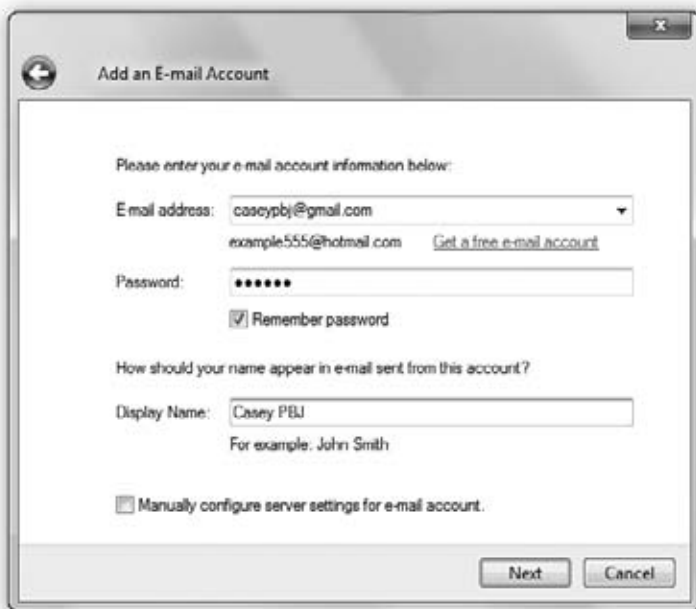 Add an E-mail Account
Please enter your e-mail account information below:
E-mail address: caseypbj@gmail.com
example555@hotmail.com Get a free e-mail account
Password: ••••••
Remember password
How should your name appear in e-mail sent from this account?
Display Name: Casey PBJ
For example: John Smith
Manually configure server settings for e-mail account.
Next Cancel